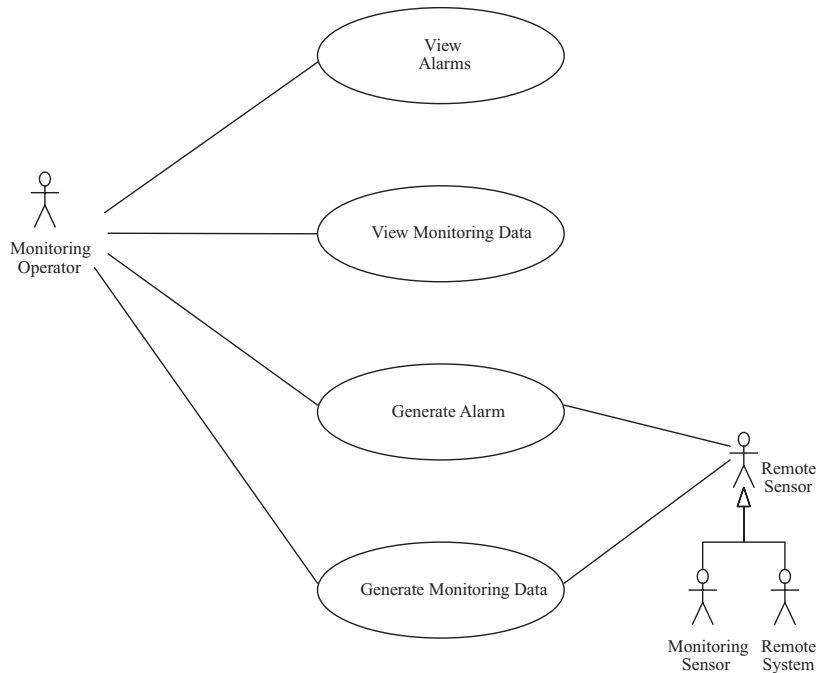 View
Alarms
Monitoring
Operator
View Monitoring Data
Generate Alarm
Remote
Sensor
Generate Monitoring Data
Monitoring
Sensor
Remote
System